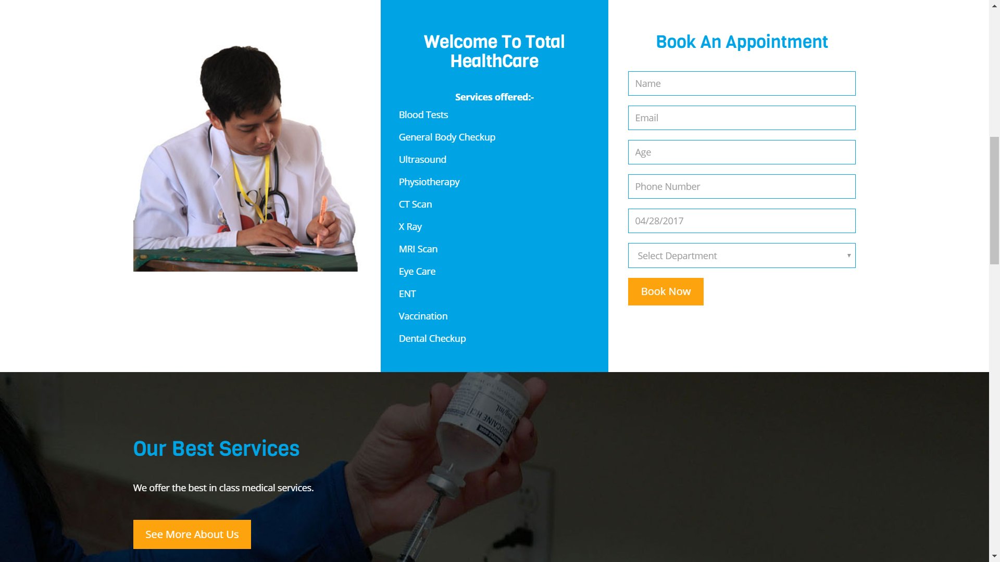 Welcome To Total
HealthCare
Services offered:-
Blood Tests
General Body Checkup
Ultrasound
Physiotherapy
CT Scan
X Ray
MRI Scan
Eye Care
ENT
Vaccination
Dental Checkup
Book An Appointment
Name
Email
Age
Phone Number
04/28/2017
Select Department
Book Now
LIDOCAINE HCl
Our Best Services
We offer the best in class medical services.
See More About Us